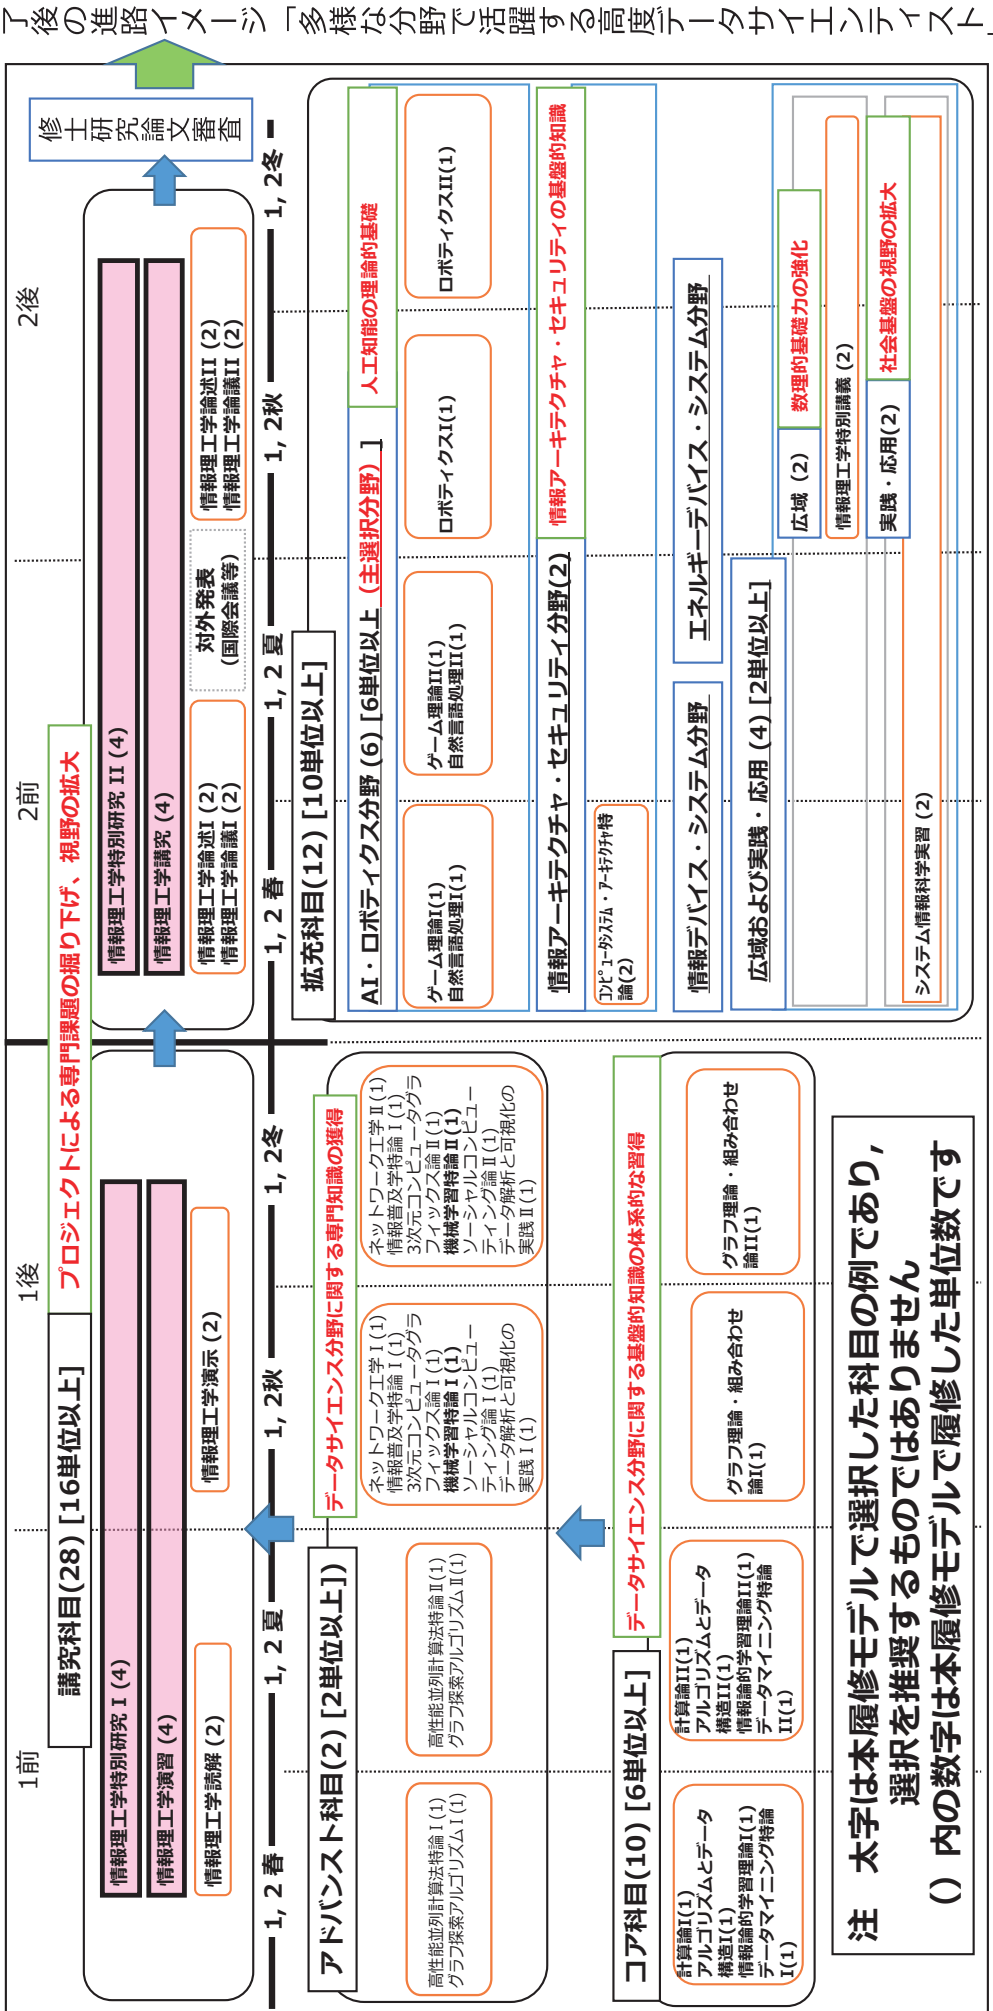 了後の進路イメージ「多様な分野で活躍する高度データサイエンティスト」
1前
1後
2前
2後
講究科目(28) [16単位以上]
プロジェクトによる専門課題の掘り下げ、視野の拡大
情報理工学特別研究 I (4)
情報理工学演習 (4)
情報理工学読解 (2)
情報理工学演示 (2)
情報理工学特別研究 II (4)
情報理工学講究 (4)
情報理工学論述I (2)
情報理工学論議I (2)
対外発表
(国際会議等)
情報理工学論述II (2)
情報理工学論議II (2)
修士研究論文審査
1, 2 春
1, 2 夏
1, 2秋
1, 2冬
1, 2 春
1, 2 夏
1, 2秋
1, 2冬
アドバンスト科目(2) [2単位以上])
データサイエンス分野に関する専門知識の獲得
高性能並列計算法特論Ⅰ(1)
グラフ探索アルゴリズムⅠ(1)
高性能並列計算法特論Ⅱ(1)
グラフ探索アルゴリズムⅡ(1)
ネットワーク工学Ⅰ(1)
情報普及学特論Ⅰ(1)
3次元コンピュータグラ
フィックス論Ⅰ(1)
機械学習特論Ⅰ(1)
ソーシャルコンピュー
ティング論Ⅰ(1)
データ解析と可視化の
実践Ⅰ(1)
ネットワーク工学Ⅱ(1)
情報普及学特論Ⅰ(1)
3次元コンピュータグラ
フィックス論Ⅱ(1)
機械学習特論Ⅱ(1)
ソーシャルコンピュー
ティング論Ⅱ(1)
データ解析と可視化の
実践Ⅱ(1)
コア科目(10) [6単位以上]
データサイエンス分野に関する基盤的知識の体系的な習得
計算論I(1)
アルゴリズムとデータ
構造I(1)
情報論的学習理論I(1)
データマイニング特論
I(1)
計算論II(1)
アルゴリズムとデータ
構造II(1)
情報論的学習理論II(1)
データマイニング特論
II(1)
グラフ理論・組み合わせ
論I(1)
グラフ理論・組み合わせ
論II(1)
拡充科目(12) [10単位以上]
AI・ロボティクス分野 (6) [6単位以上 (主選択分野) ]
人工知能の理論的基礎
ゲーム理論I(1)
自然言語処理I(1)
ゲーム理論II(1)
自然言語処理II(1)
ロボティクスI(1)
ロボティクスII(1)
情報アーキテクチャ・セキュリティ分野(2)
情報アーキテクチャ・セキュリティの基盤的知識
コンピュータシステム・アーキテクチャ特
論(2)
情報デバイス・システム分野
エネルギーデバイス・システム分野
広域および実践・応用 (4) [2単位以上]
広域 (2)
数理的基礎力の強化
情報理工学特別講義 (2)
実践・応用(2)
社会基盤の視野の拡大
システム情報科学実習 (2)
注 太字は本履修モデルで選択した科目の例であり,
選択を推奨するものではありません
() 内の数字は本履修モデルで履修した単位数です